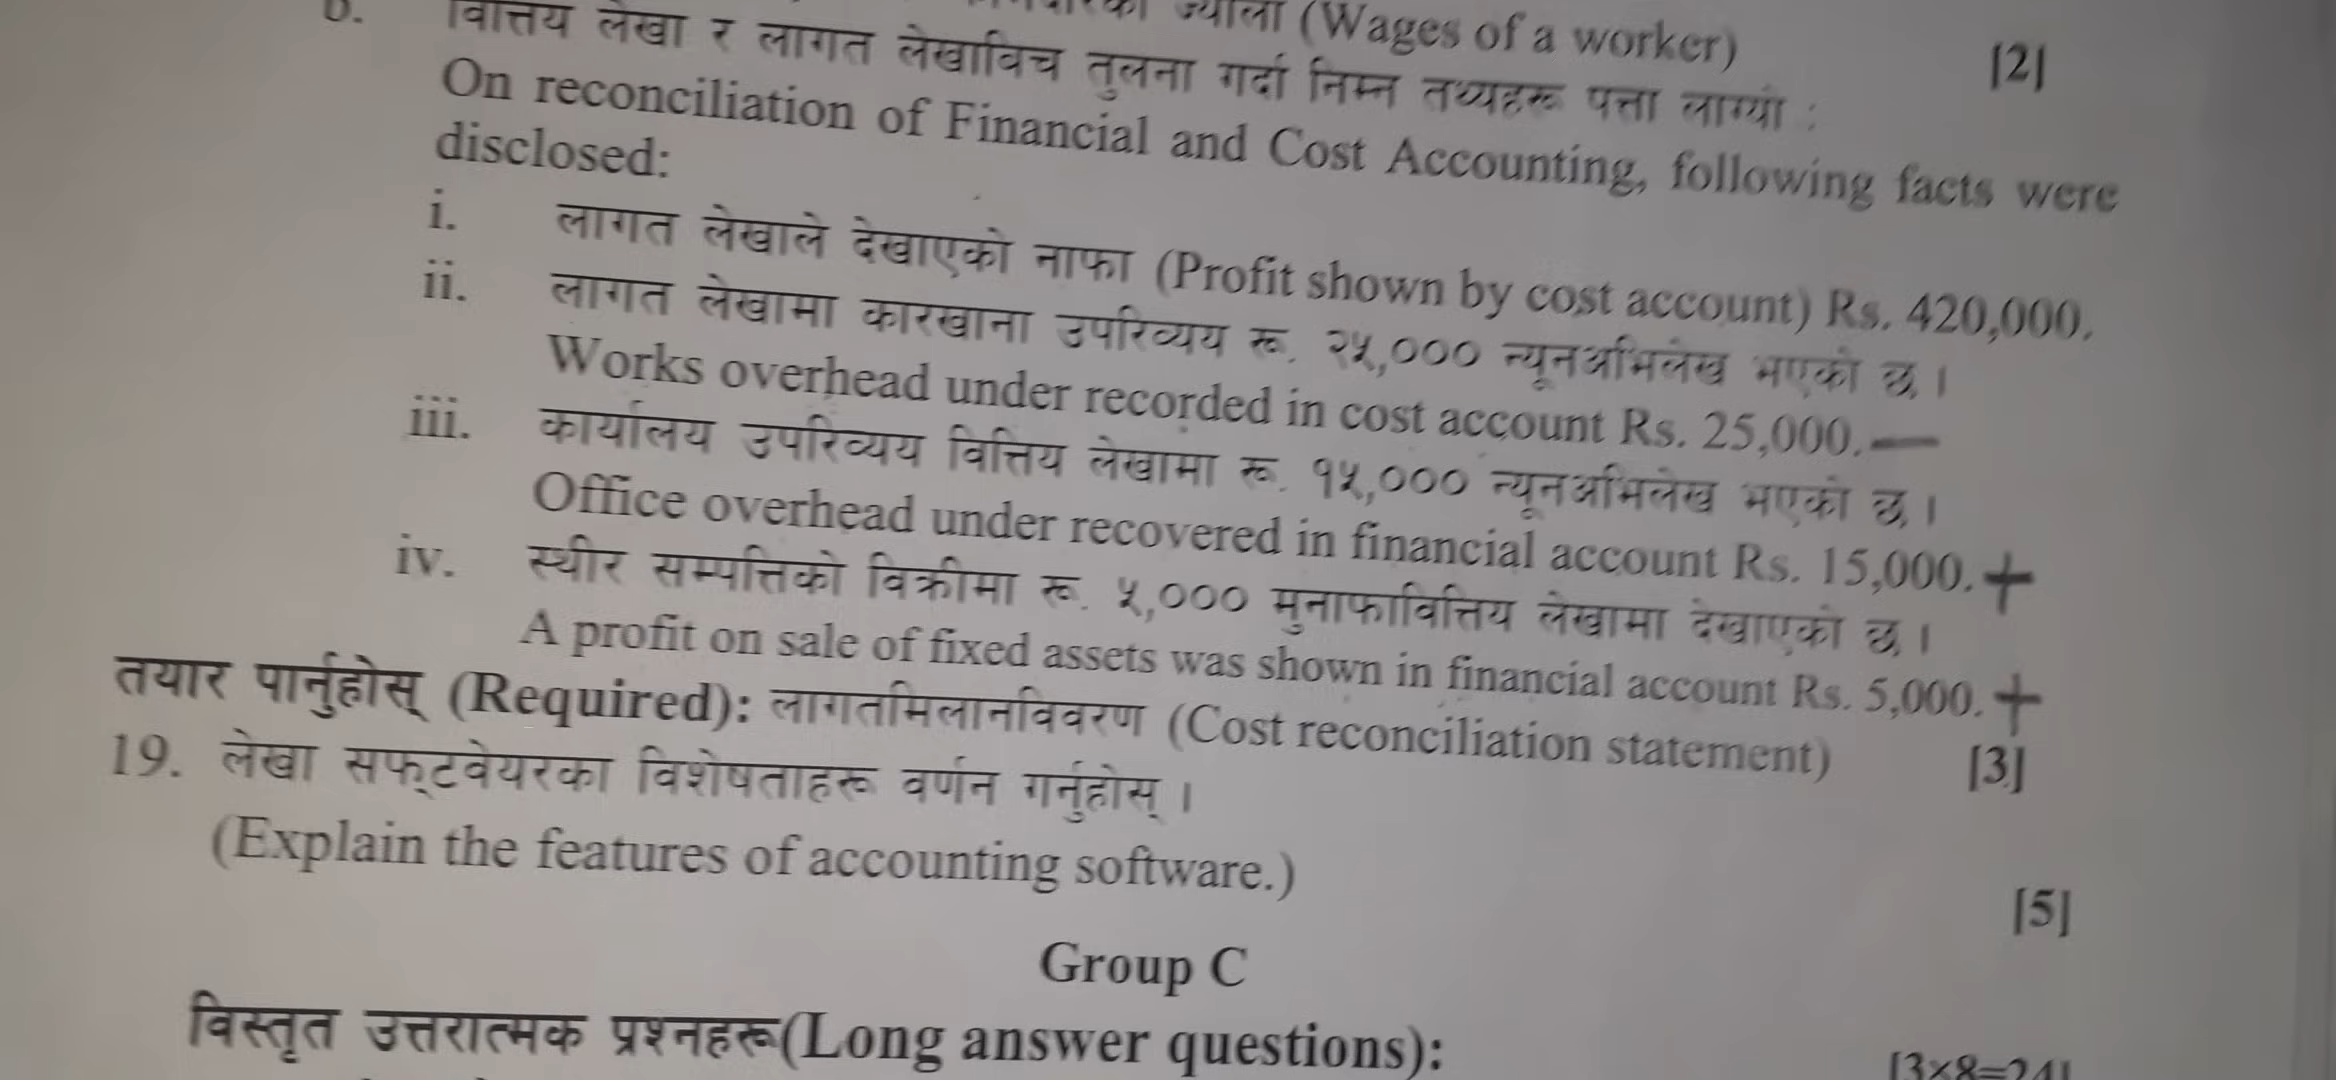 ज्याला (Wages of a worker) [2]
b. वित्तिय लेखा र लागत लेखाविच तुलना गर्दा निम्न तथ्यहरू पत्ता लाग्यो :
On reconciliation of Financial and Cost Accounting, following facts were
disclosed:
i. लागत लेखाले देखाएको नाफा (Profit shown by cost account) Rs. 420,000.
ii. लागत लेखामा कारखाना उपरिव्यय रू. २५,००० न्यूनअभिलेख भएको छ।
Works overhead under recorded in cost account Rs. 25,000. —
iii. कार्यालय उपरिव्यय वित्तिय लेखामा रू. १५,००० न्यूनअभिलेख भएको छ।
Office overhead under recovered in financial account Rs. 15,000. +
iv. स्थीर सम्पत्तिको विक्रीमा रू. ५,००० मुनाफावित्तिय लेखामा देखाएको छ।
A profit on sale of fixed assets was shown in financial account Rs. 5,000. +
तयार पार्नुहोस् (Required): लागतमिलानविवरण (Cost reconciliation statement) [3]
19. लेखा सफ्टवेयरका विशेषताहरू वर्णन गर्नुहोस् ।
(Explain the features of accounting software.) [5]
Group C
विस्तृत उत्तरात्मक प्रश्नहरू(Long answer questions): [3×8=24]